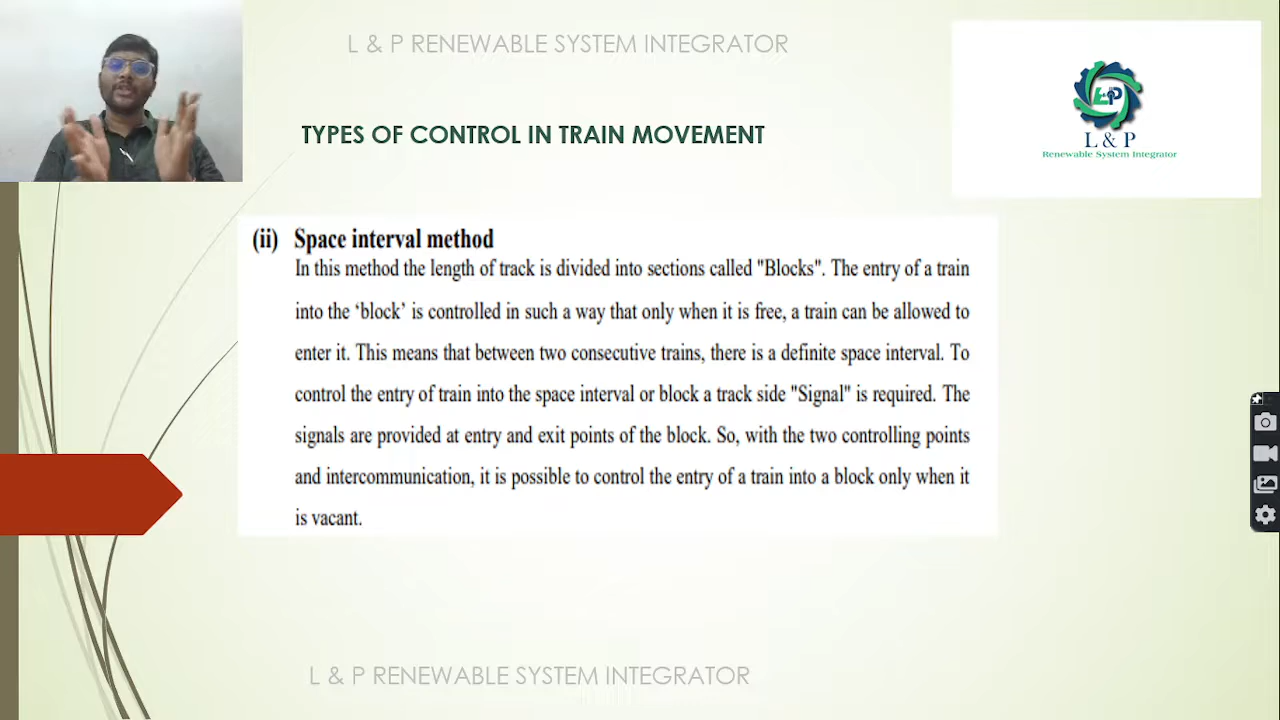 L & P RENEWABLE SYSTEM INTEGRATOR
TYPES OF CONTROL IN TRAIN MOVEMENT
L & P
Renewable System Integrator
(ii) Space interval method
In this method the length of track is divided into sections called "Blocks". The entry of a train
into the ‘block’ is controlled in such a way that only when it is free, a train can be allowed to
enter it. This means that between two consecutive trains, there is a definite space interval. To
control the entry of train into the space interval or block a track side "Signal" is required. The
signals are provided at entry and exit points of the block. So, with the two controlling points
and intercommunication, it is possible to control the entry of a train into a block only when it
is vacant.
L & P RENEWABLE SYSTEM INTEGRATOR